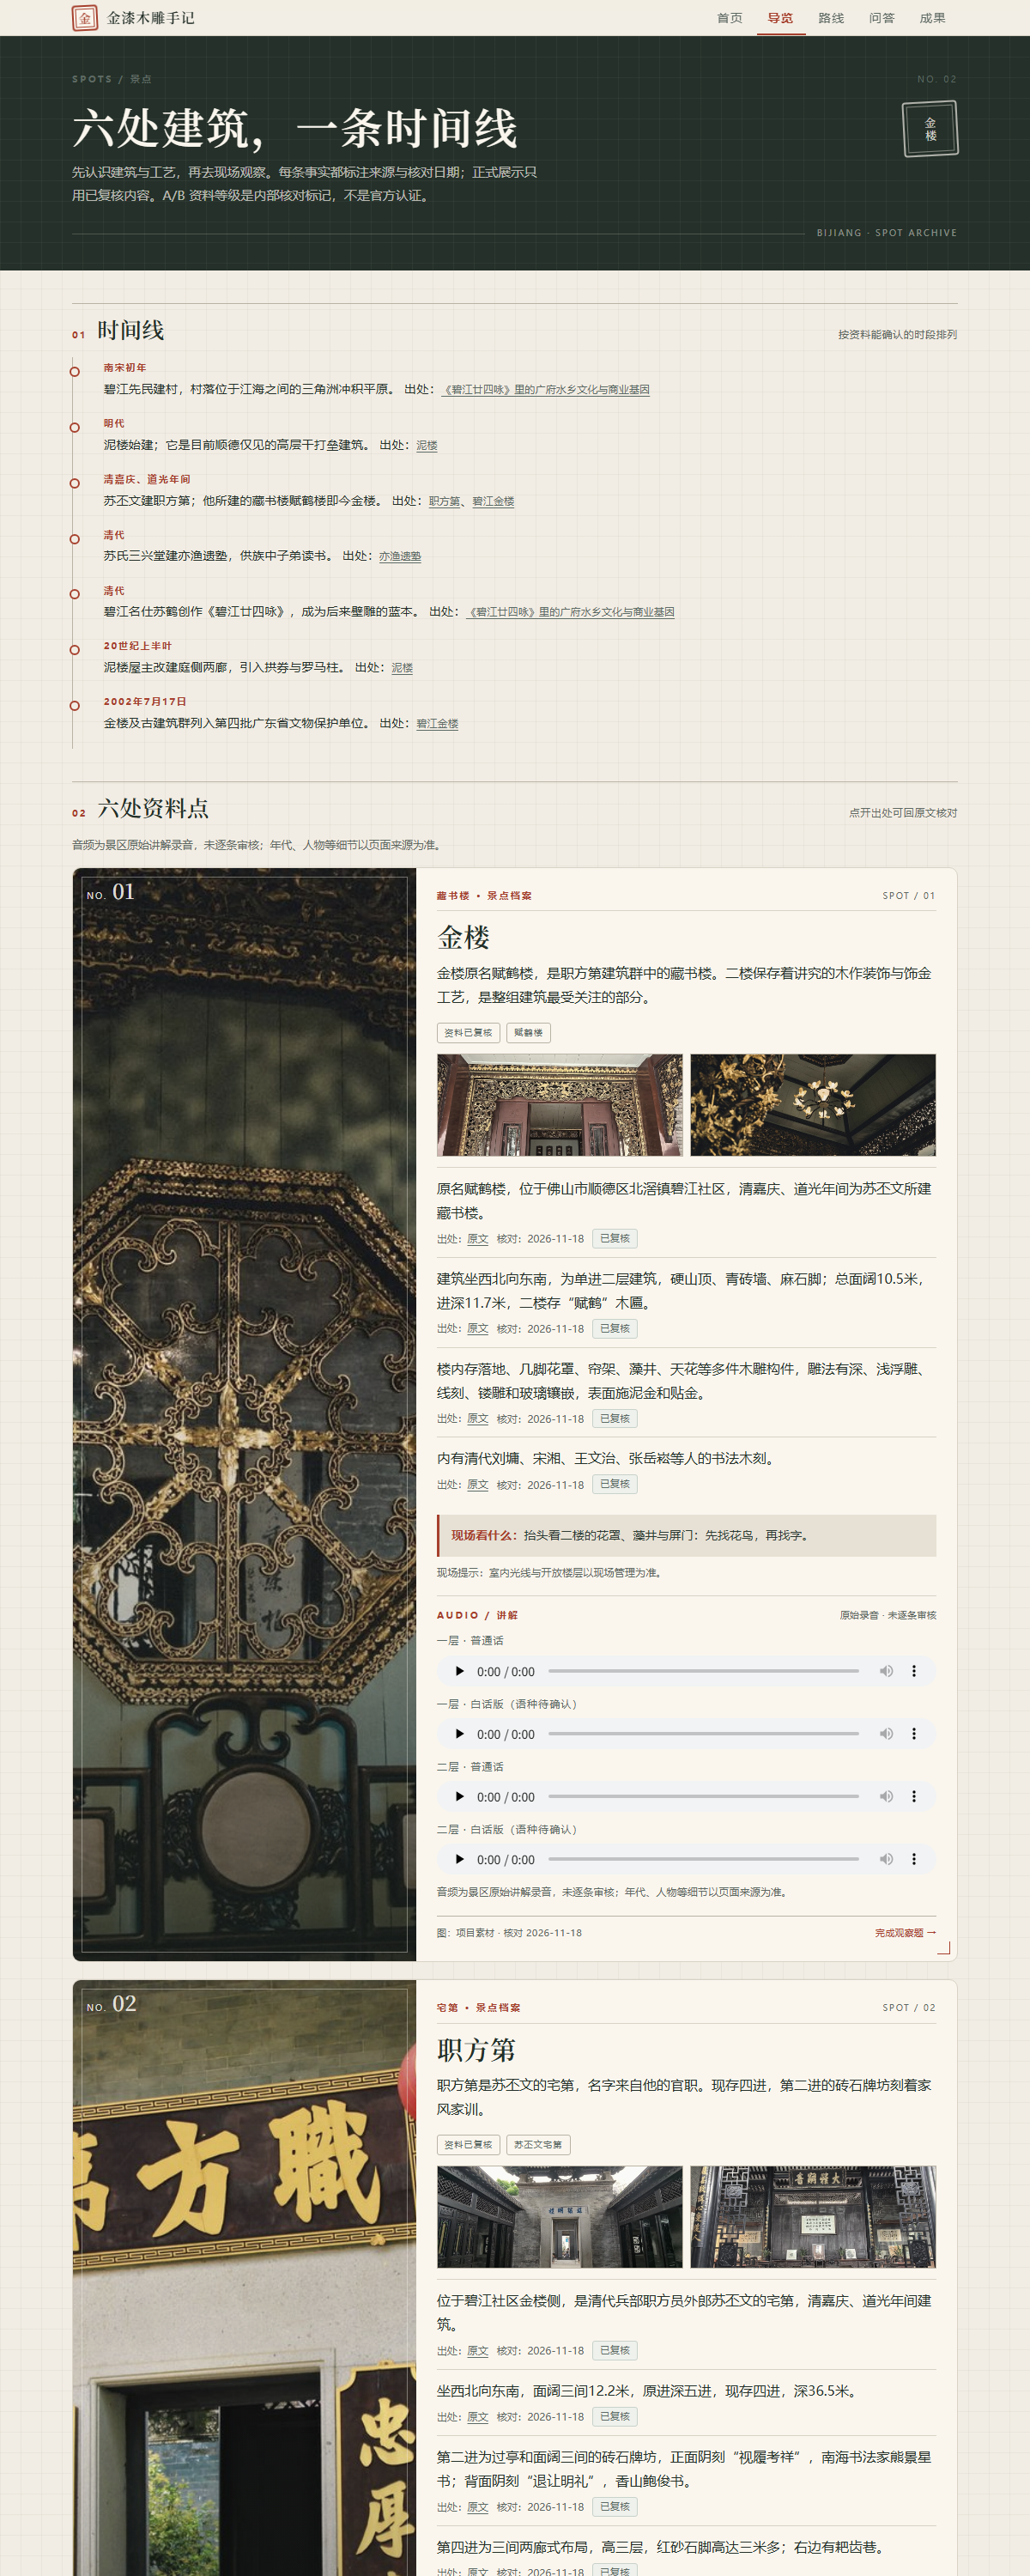 金 金漆木雕手记
首页 导览 路线 问答 成果
SPOTS / 景点
NO. 02
六处建筑，一条时间线
金楼
先认识建筑与工艺，再去现场观察。每条事实都标注来源与核对日期；正式展示只
用已复核内容。A/B 资料等级是内部核对标记，不是官方认证。
BIJIANG · SPOT ARCHIVE
01 时间线
按资料能确认的时段排列
南宋初年
碧江先民建村，村落位于江海之间的三角洲冲积平原。 出处：《碧江廿四咏》里的广府水乡文化与商业基因
明代
泥楼始建；它是目前顺德仅见的高层干打垒建筑。 出处：泥楼
清嘉庆、道光年间
苏丕文建职方第；他所建的藏书楼赋鹤楼即今金楼。 出处：职方第、碧江金楼
清代
苏氏三兴堂建亦渔遗塾，供族中子弟读书。 出处：亦渔遗塾
清代
碧江名仕苏鹤创作《碧江廿四咏》，成为后来壁雕的蓝本。 出处：《碧江廿四咏》里的广府水乡文化与商业基因
20世纪上半叶
泥楼屋主改建庭侧两廊，引入拱券与罗马柱。 出处：泥楼
2002年7月17日
金楼及古建筑群列入第四批广东省文物保护单位。 出处：碧江金楼
02 六处资料点
点开出处可回原文核对
音频为景区原始讲解录音，未逐条审核；年代、人物等细节以页面来源为准。
NO. 01
藏书楼 • 景点档案
SPOT / 01
金楼
金楼原名赋鹤楼，是职方第建筑群中的藏书楼。二楼保存着讲究的木作装饰与饰金
工艺，是整组建筑最受关注的部分。
资料已复核 赋鹤楼
原名赋鹤楼，位于佛山市顺德区北滘镇碧江社区，清嘉庆、道光年间为苏丕文所建
藏书楼。
出处：原文 核对：2026-11-18 已复核
建筑坐西北向东南，为单进二层建筑，硬山顶、青砖墙、麻石脚；总面阔10.5米，
进深11.7米，二楼存“赋鹤”木匾。
出处：原文 核对：2026-11-18 已复核
楼内存落地、几脚花罩、帘架、藻井、天花等多件木雕构件，雕法有深、浅浮雕、
线刻、镂雕和玻璃镶嵌，表面施泥金和贴金。
出处：原文 核对：2026-11-18 已复核
内有清代刘墉、宋湘、王文治、张岳崧等人的书法木刻。
出处：原文 核对：2026-11-18 已复核
现场看什么：抬头看二楼的花罩、藻井与屏门：先找花鸟，再找字。
现场提示：室内光线与开放楼层以现场管理为准。
AUDIO / 讲解
原始录音 · 未逐条审核
一层 · 普通话
0:00 / 0:00
一层 · 白话版（语种待确认）
0:00 / 0:00
二层 · 普通话
0:00 / 0:00
二层 · 白话版（语种待确认）
0:00 / 0:00
音频为景区原始讲解录音，未逐条审核；年代、人物等细节以页面来源为准。
图：项目素材 · 核对 2026-11-18
完成观察题 →
NO. 02
方 職
忠厚
宅第 • 景点档案
SPOT / 02
职方第
职方第是苏丕文的宅第，名字来自他的官职。现存四进，第二进的砖石牌坊刻着家
风家训。
资料已复核 苏丕文宅第
位于碧江社区金楼侧，是清代兵部职方员外郎苏丕文的宅第，清嘉庆、道光年间建
筑。
出处：原文 核对：2026-11-18 已复核
坐西北向东南，面阔三间12.2米，原进深五进，现存四进，深36.5米。
出处：原文 核对：2026-11-18 已复核
第二进为过亭和面阔三间的砖石牌坊，正面阴刻“视履考祥”，南海书法家熊景星
书；背面阴刻“退让明礼”，香山鲍俊书。
出处：原文 核对：2026-11-18 已复核
第四进为三间两廊式布局，高三层，红砂石脚高达三米多；右边有耙齿巷。
出处：原文 核对：2026-11-18 已复核